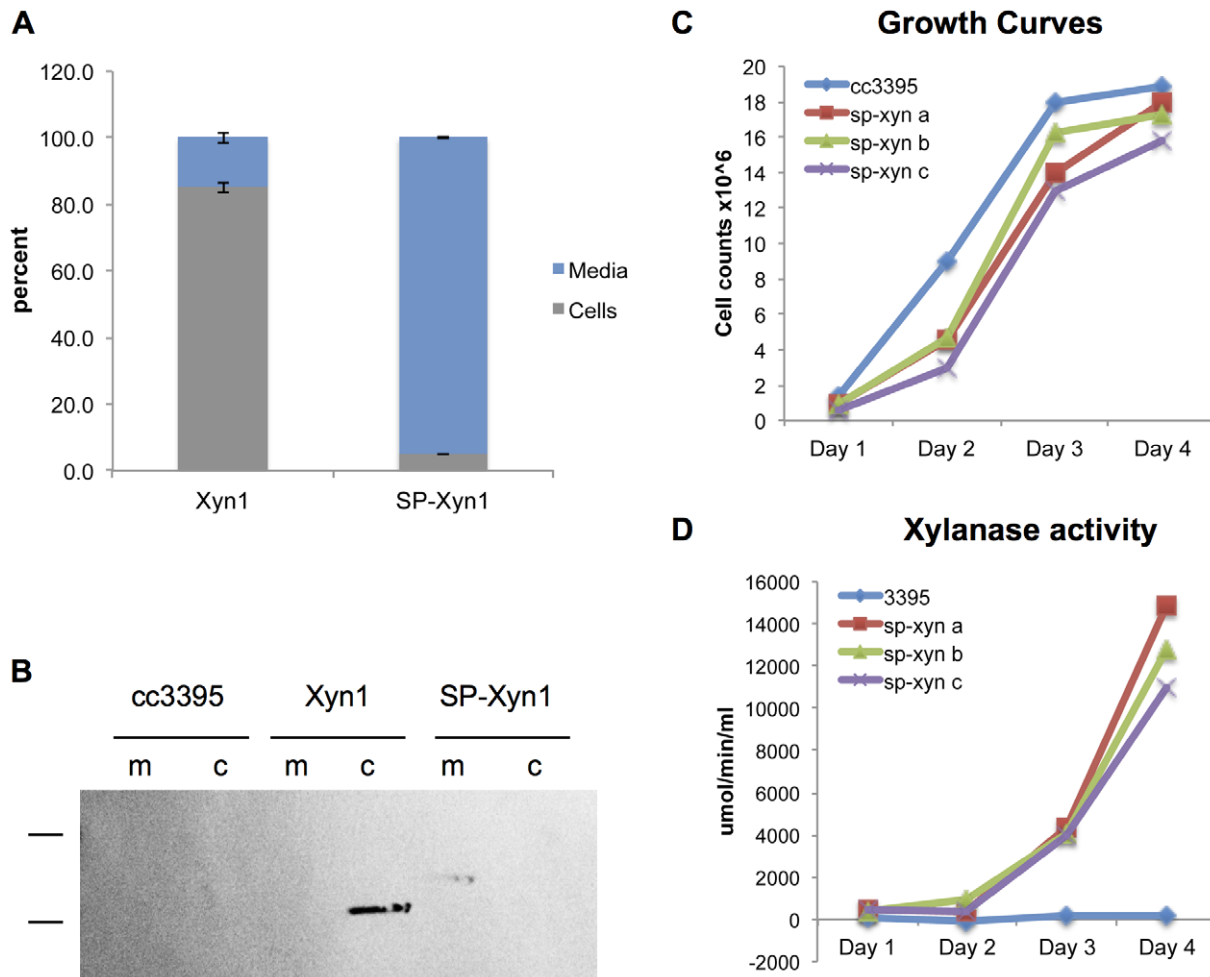 A
120.0
100.0
80.0
60.0
40.0
20.0
0.0
percent
Xyn1 SP-Xyn1
Media
Cells
B
cc3395 Xyn1 SP-Xyn1
m c m c m c
C Growth Curves
20
18
16
14
12
10
8
6
4
2
0
Cell counts x10^6
cc3395
sp-xyn a
sp-xyn b
sp-xyn c
Day 1 Day 2 Day 3 Day 4
D Xylanase activity
16000
14000
12000
10000
8000
6000
4000
2000
0
-2000
umol/min/ml
3395
sp-xyn a
sp-xyn b
sp-xyn c
Day 1 Day 2 Day 3 Day 4